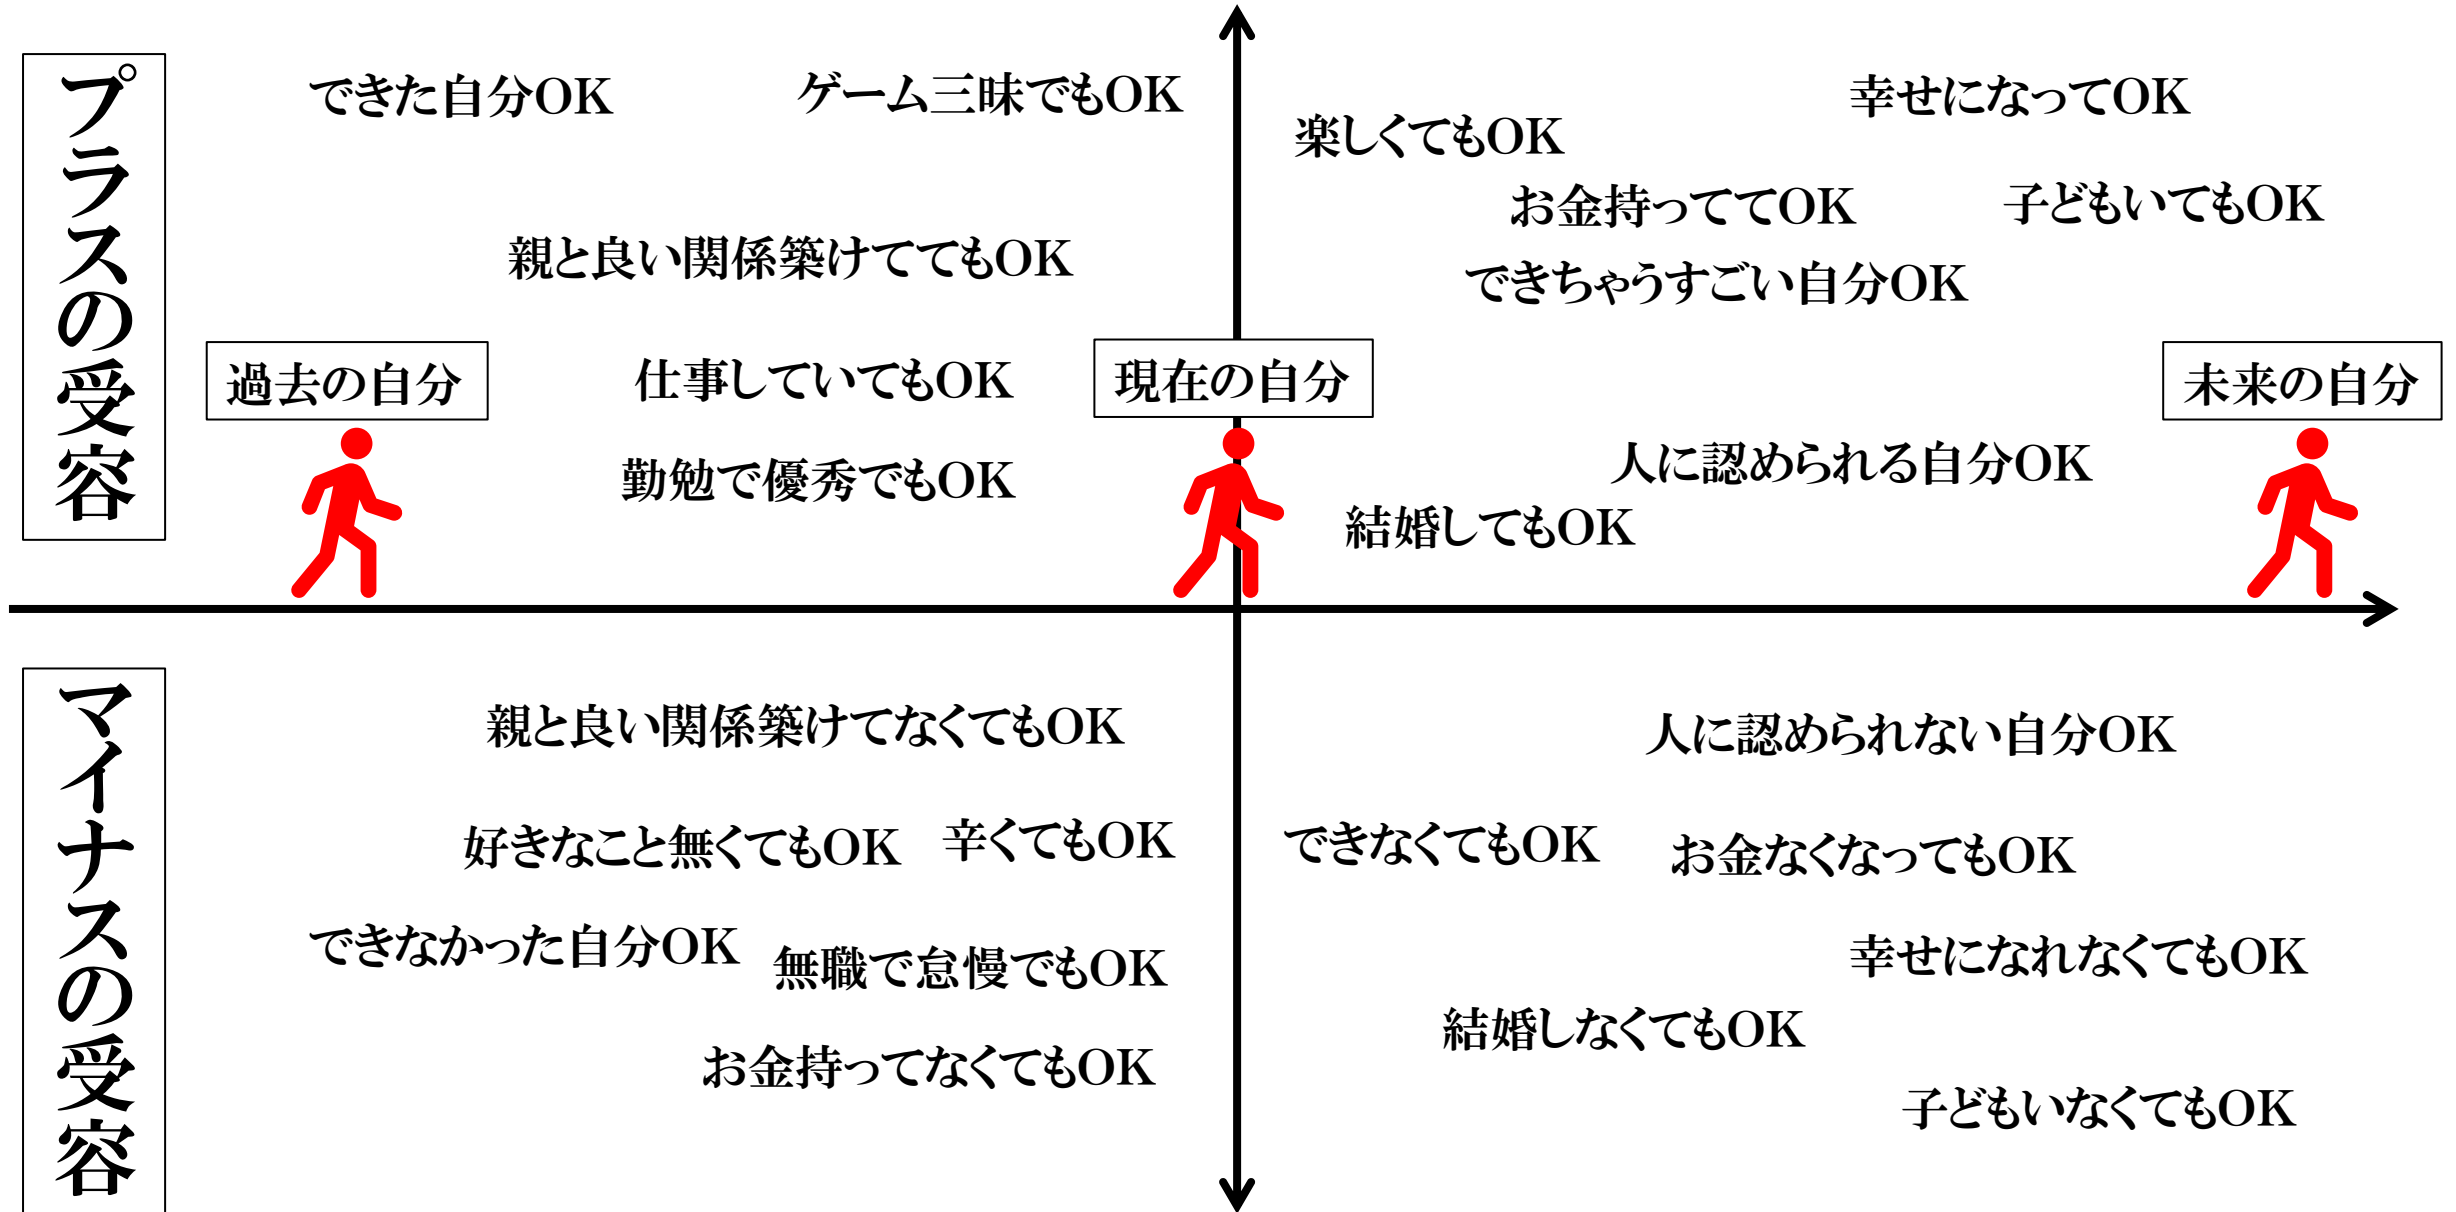 プラスの受容
できた自分OK
ゲーム三昧でもOK
親と良い関係築けててもOK
過去の自分
仕事していてもOK
勤勉で優秀でもOK
現在の自分
楽しくてもOK
幸せになってOK
お金持っててOK
子どもいてもOK
できちゃうすごい自分OK
未来の自分
人に認められる自分OK
結婚してもOK
マイナスの受容
親と良い関係築けてなくてもOK
好きなこと無くてもOK
辛くてもOK
できなかった自分OK
無職で怠慢でもOK
お金持ってなくてもOK
人に認められない自分OK
できなくてもOK
お金なくなってもOK
幸せになれなくてもOK
結婚しなくてもOK
子どもいなくてもOK